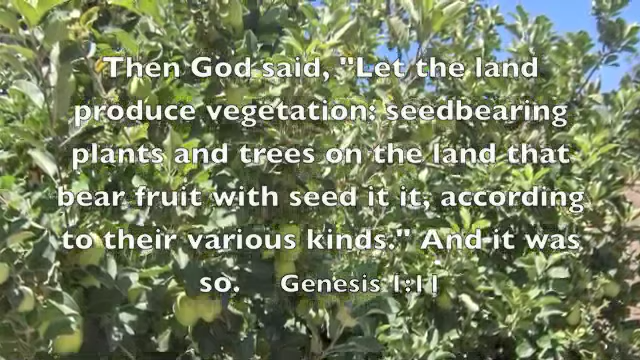 Then God said, "Let the land
produce vegetation: seedbearing
plants and trees on the land that
bear fruit with seed it it, according
to their various kinds." And it was
so. Genesis 1:11